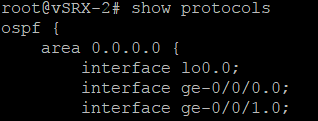 root@vSRX-2# show protocols
ospf {
    area 0.0.0.0 {
        interface lo0.0;
        interface ge-0/0/0.0;
        interface ge-0/0/1.0;